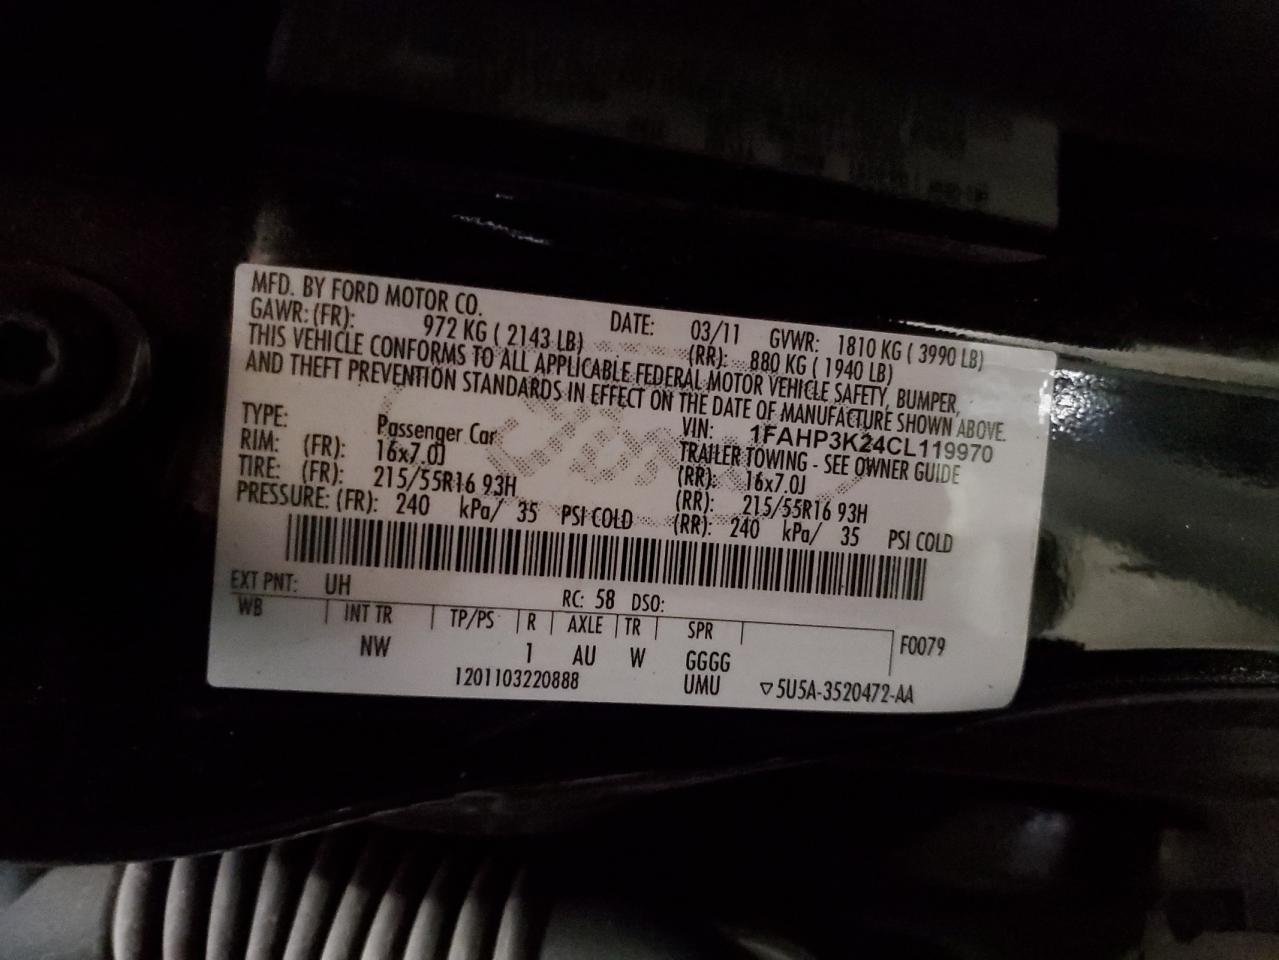 MFD. BY FORD MOTOR CO.
DATE: 03/11 GVWR: 1810 KG ( 3990 LB)
GAWR: (FR): 972 KG ( 2143 LB) (RR): 880 KG ( 1940 LB)
THIS VEHICLE CONFORMS TO ALL APPLICABLE FEDERAL MOTOR VEHICLE SAFETY, BUMPER,
AND THEFT PREVENTION STANDARDS IN EFFECT ON THE DATE OF MANUFACTURE SHOWN ABOVE.
VIN: 1FAHP3K24CL119970
TYPE: Passenger Car TRAILER TOWING - SEE OWNER GUIDE
RIM: (FR): 16x7.0J (RR): 16x7.0J
TIRE: (FR): 215/55R16 93H (RR): 215/55R16 93H
PRESSURE: (FR): 240 kPa/ 35 PSI COLD (RR): 240 kPa/ 35 PSI COLD
EXT PNT: UH RC: 58 DSO:
WB INT TR TP/PS R AXLE TR SPR F0079
NW 1 AU W GGGG
1201103220888 UMU ▽5U5A-3520472-AA